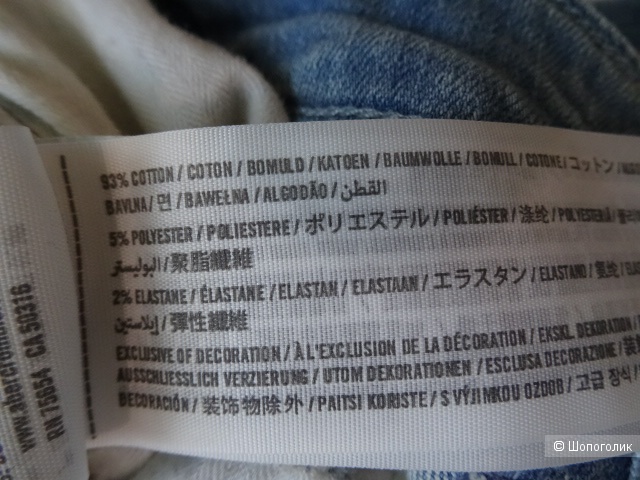 93% COTTON / COTON / BOMULD / KATOEN / BAUMWOLLE / BOMULL / COTONE / コットン /
BAVLNA / 면 / BAWEŁNA / ALGODÃO / القطن
5% POLYESTER / POLIESTERE / ポリエステル / POLIÉSTER / 涤纶 /
البوليستر / 聚脂纖維
2% ELASTANE / ÉLASTANE / ELASTAN / ELASTAAN / エラスタン / ELASTANO / 氨纶 /
إيلاستين / 彈性纖維
EXCLUSIVE OF DECORATION / À L'EXCLUSION DE LA DÉCORATION / EKSKL. DEKORATION /
AUSSCHLIESSLICH VERZIERUNG / UTOM DEKORATIONEN / ESCLUSA DECORAZIONE /
DECORACIÓN / 装饰物除外 / PAITSI KORISTE / S VÝJIMKOU OZDOB / 고급 장식 /
RN 75654 CA 50316
© Шопоголик